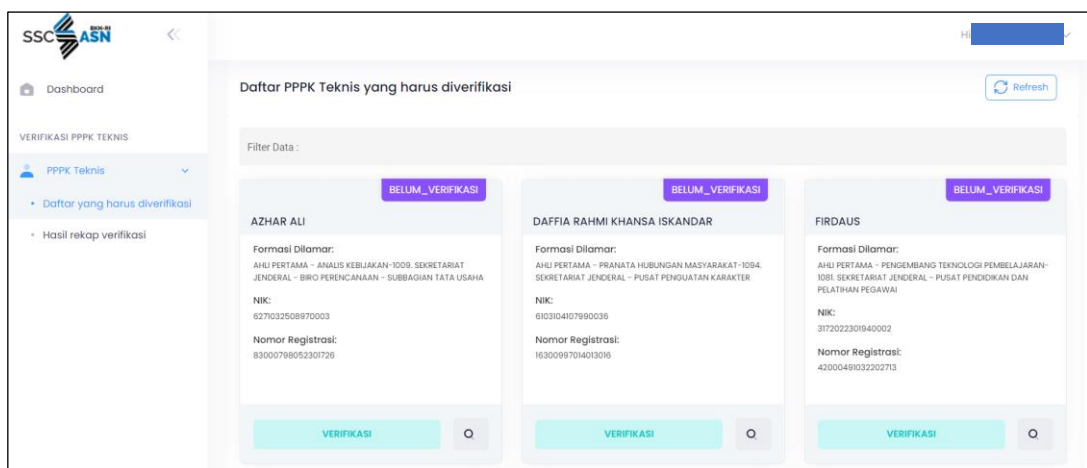 SSC ASN
BKN-RI
Hi
Dashboard
Daftar PPPK Teknis yang harus diverifikasi
Refresh
VERIFIKASI PPPK TEKNIS
Filter Data :
PPPK Teknis
Daftar yang harus diverifikasi
Hasil rekap verifikasi
BELUM_VERIFIKASI
AZHAR ALI
Formasi Dilamar:
AHLI PERTAMA - ANALIS KEBIJAKAN-1009. SEKRETARIAT
JENDERAL - BIRO PERENCANAAN - SUBBAGIAN TATA USAHA
NIK:
6271032508970003
Nomor Registrasi:
83000798052301726
VERIFIKASI
BELUM_VERIFIKASI
DAFFIA RAHMI KHANSA ISKANDAR
Formasi Dilamar:
AHLI PERTAMA - PRANATA HUBUNGAN MASYARAKAT-1094.
SEKRETARIAT JENDERAL - PUSAT PENGUATAN KARAKTER
NIK:
6103104107990036
Nomor Registrasi:
16300997014013016
VERIFIKASI
BELUM_VERIFIKASI
FIRDAUS
Formasi Dilamar:
AHLI PERTAMA - PENGEMBANG TEKNOLOGI PEMBELAJARAN-
1081. SEKRETARIAT JENDERAL - PUSAT PENDIDIKAN DAN
PELATIHAN PEGAWAI
NIK:
3172022301940002
Nomor Registrasi:
42000491032202713
VERIFIKASI